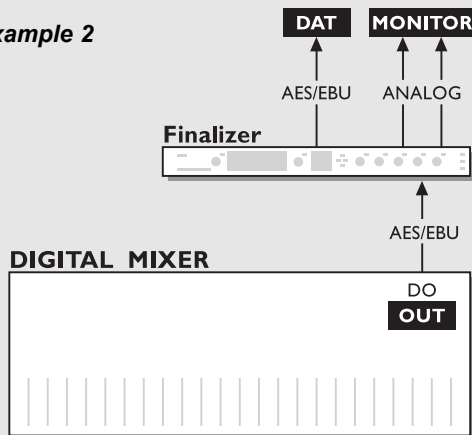 xample 2
DAT MONITOR
AES/EBU ANALOG
Finalizer
AES/EBU
DIGITAL MIXER
DO
OUT